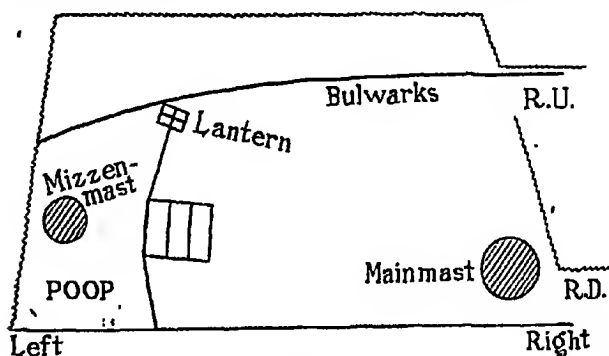 Bulwarks
R.U.
Lantern
Mizzen-
mast
Mainmast
POOP
R.D.
Left
Right